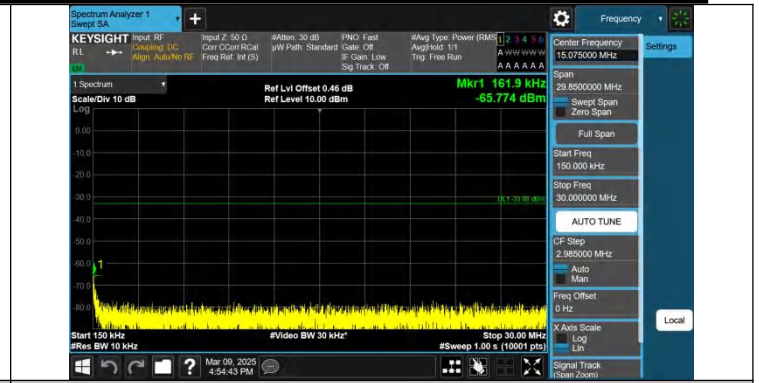 Spectrum Analyzer 1
Swept SA
+
Frequency
KEYSIGHT
RL
Input: RF
Coupling: DC
Align: Auto/No RF
Input Z: 50 Ω
Corr CCorr RCal
Freq Ref: Int (S)
#Atten: 30 dB
µW Path: Standard
PNO: Fast
Gate: Off
IF Gain: Low
Sig Track: Off
#Avg Type: Power (RMS
Avg|Hold: 1/1
Trig: Free Run
1 2 3 4 5 6
A W W W W W
A A A A A A
1 Spectrum
Scale/Div 10 dB
Log
Ref Lvl Offset 0.46 dB
Ref Level 10.00 dBm
Mkr1 161.9 kHz
-65.774 dBm
0.00
-10.0
-20.0
-30.0
-40.0
-50.0
-60.0
-70.0
-80.0
1
Start 150 kHz
#Res BW 10 kHz
#Video BW 30 kHz*
Stop 30.00 MHz
#Sweep 1.00 s (10001 pts)
Center Frequency
15.075000 MHz
Settings
Span
29.8500000 MHz
Swept Span
Zero Span
Full Span
Start Freq
150.000 kHz
Stop Freq
30.000000 MHz
AUTO TUNE
CF Step
2.985000 MHz
Auto
Man
Freq Offset
0 Hz
X Axis Scale
Log
Lin
Local
Signal Track
(Span Zoom)
?
Mar 09, 2025
4:54:43 PM